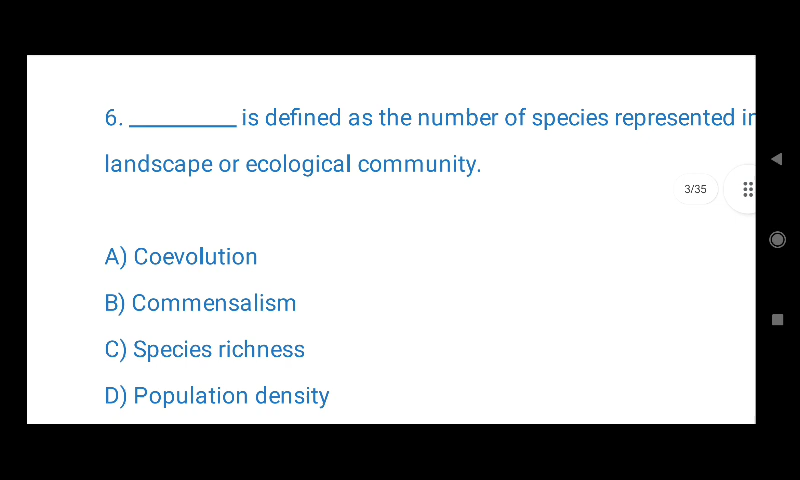 6. __________ is defined as the number of species represented in
landscape or ecological community.
3/35
A) Coevolution
B) Commensalism
C) Species richness
D) Population density